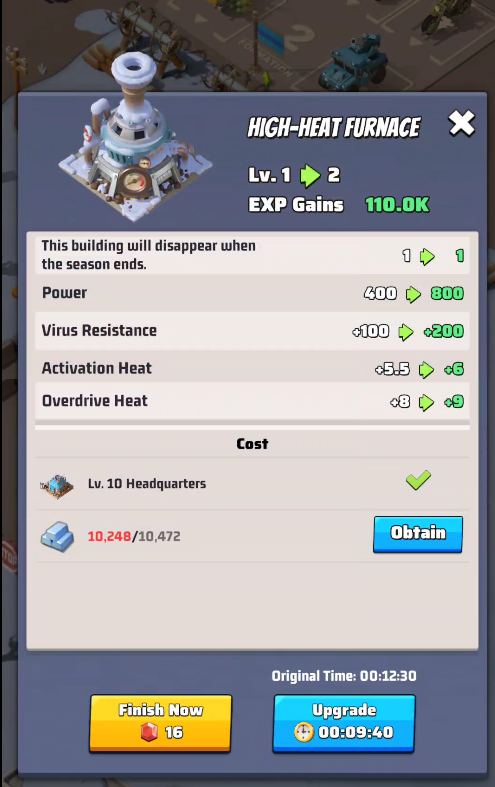 2
FOUNDATION
HIGH-HEAT FURNACE
Lv. 1 2
EXP Gains 110.0K
This building will disappear when
the season ends.
1 1
Power 400 800
Virus Resistance +100 +200
Activation Heat +5.5 +6
Overdrive Heat +8 +9
Cost
Lv. 10 Headquarters
10,248/10,472 Obtain
Original Time: 00:12:30
Finish Now
16
Upgrade
00:09:40